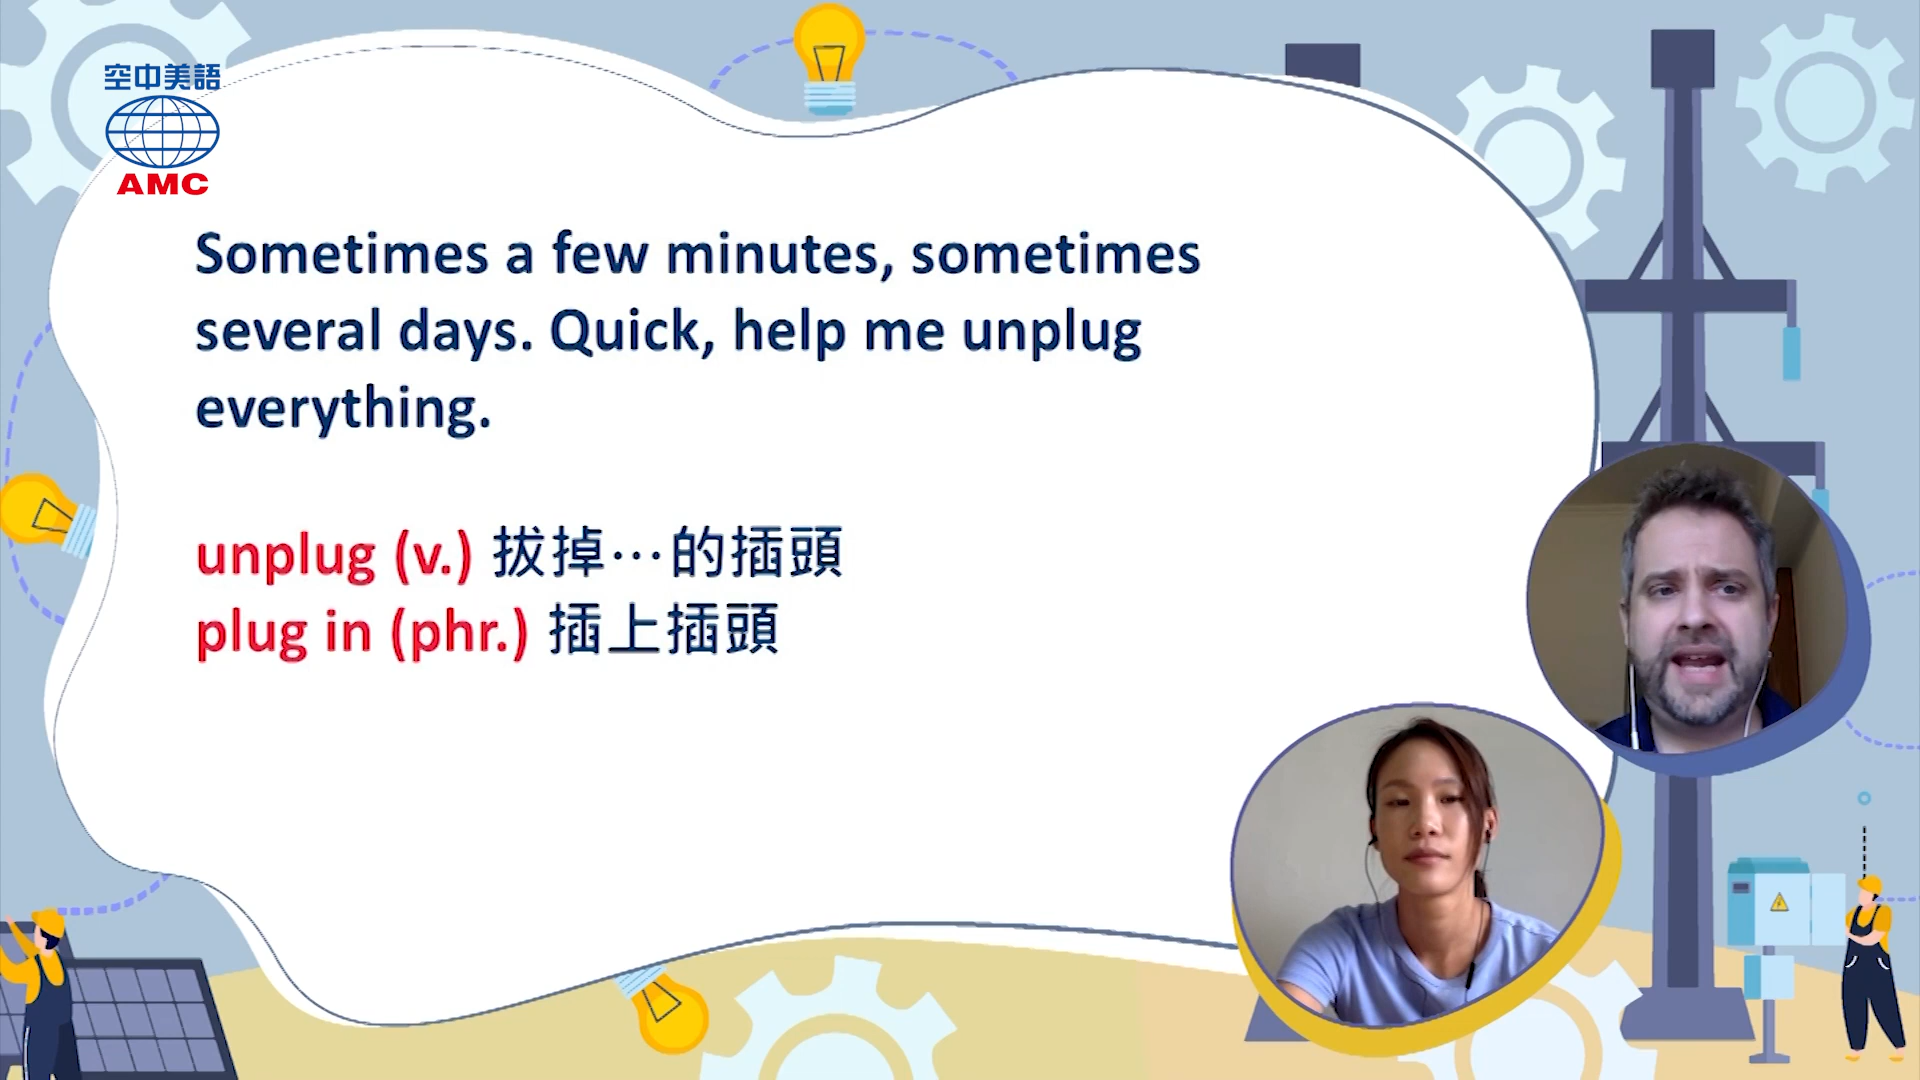 空中美語
AMC
Sometimes a few minutes, sometimes
several days. Quick, help me unplug
everything.
unplug (v.) 拔掉…的插頭
plug in (phr.) 插上插頭